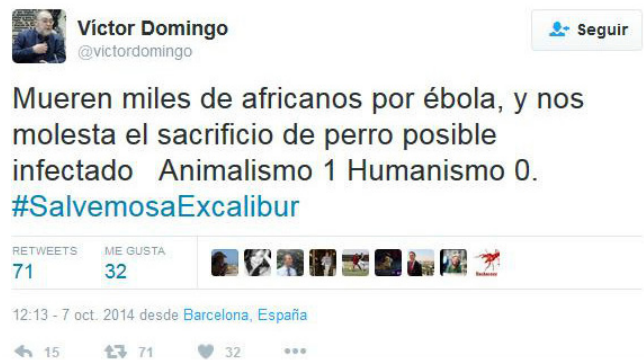 Víctor Domingo
@victordomingo
Seguir
Mueren miles de africanos por ébola, y nos
molesta el sacrificio de perro posible
infectado Animalismo 1 Humanismo 0.
#SalvemosaExcalibur
RETWEETS ME GUSTA
71 32
12:13 - 7 oct. 2014 desde Barcelona, España
15 71 32